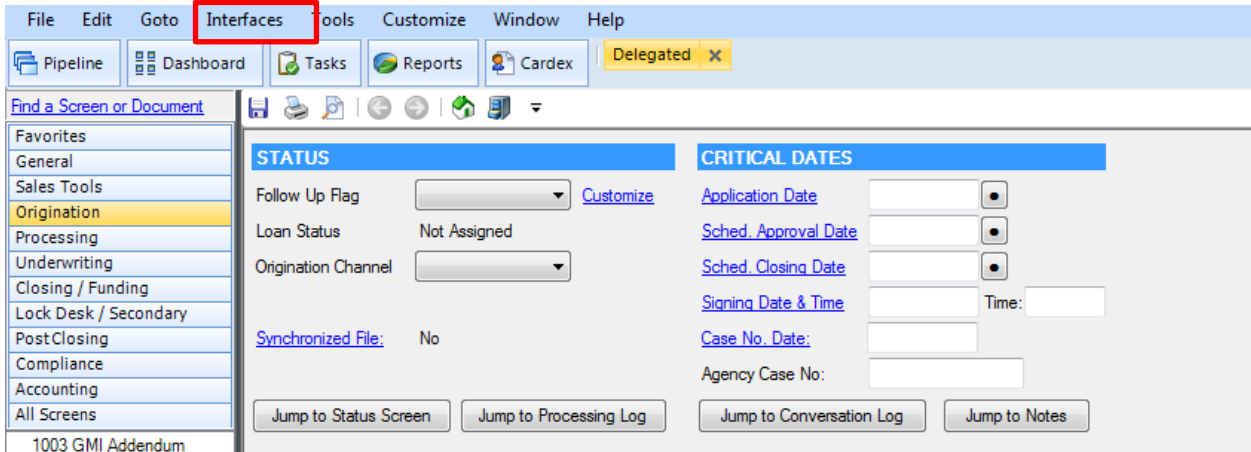 File Edit Goto Interfaces Tools Customize Window Help
Pipeline Dashboard Tasks Reports Cardex Delegated
Find a Screen or Document
Favorites
General
Sales Tools
Origination
Processing
Underwriting
Closing / Funding
Lock Desk / Secondary
PostClosing
Compliance
Accounting
All Screens
1003 GMI Addendum
STATUS
Follow Up Flag Customize
Loan Status Not Assigned
Origination Channel
Synchronized File: No
Jump to Status Screen Jump to Processing Log
CRITICAL DATES
Application Date
Sched. Approval Date
Sched. Closing Date
Signing Date & Time Time:
Case No. Date:
Agency Case No:
Jump to Conversation Log Jump to Notes